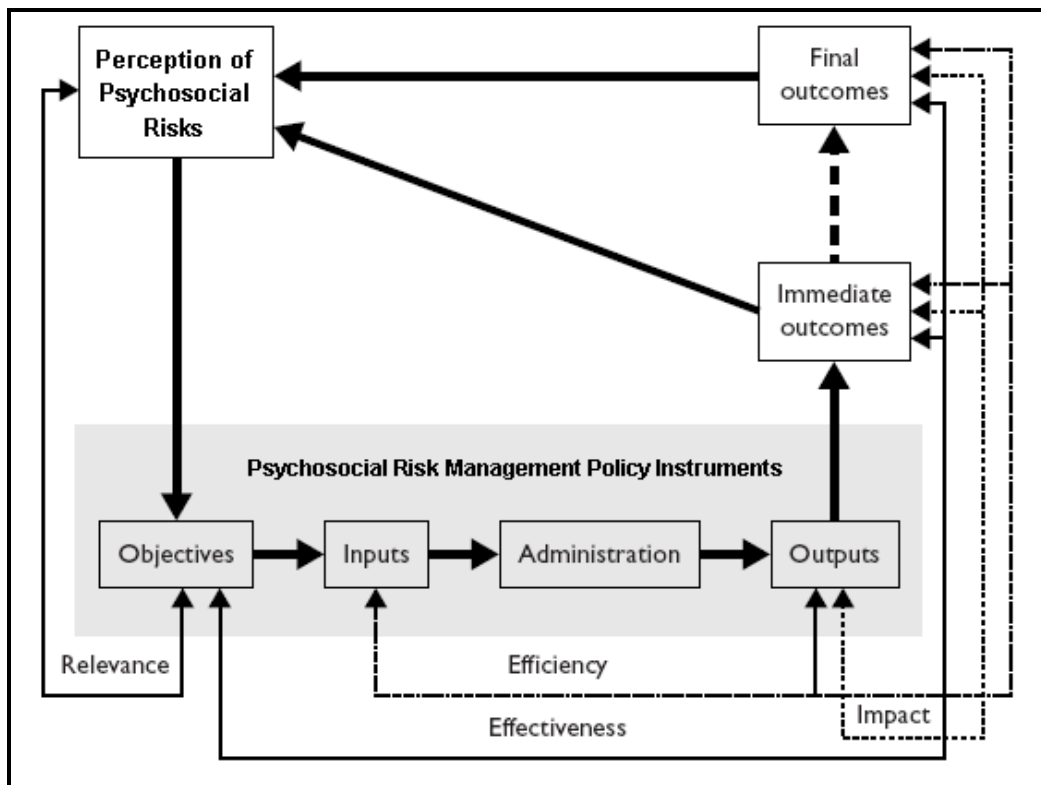 Perception of
Psychosocial
Risks
Final
outcomes
Immediate
outcomes
Psychosocial Risk Management Policy Instruments
Objectives
Inputs
Administration
Outputs
Relevance
Efficiency
Effectiveness
Impact